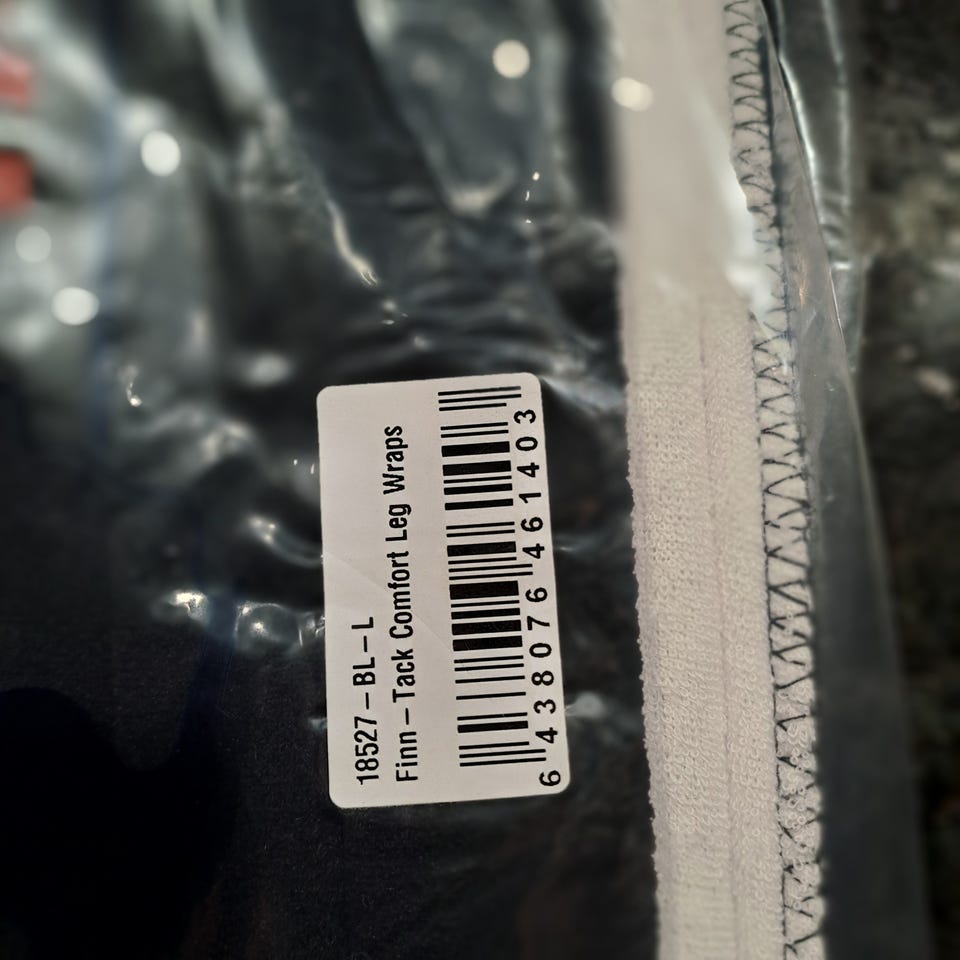 18527-BL-L
Finn-Tack Comfort Leg Wraps
6 438076 461403